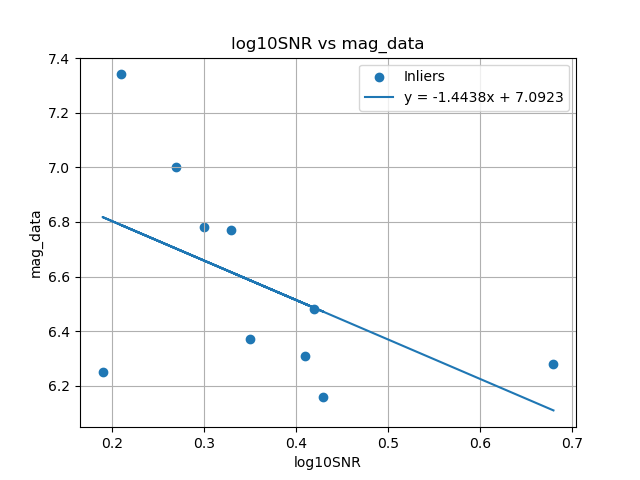 log10SNR vs mag_data
Inliers
y = -1.4438x + 7.0923
mag_data
7.4
7.2
7.0
6.8
6.6
6.4
6.2
0.2 0.3 0.4 0.5 0.6 0.7
log10SNR